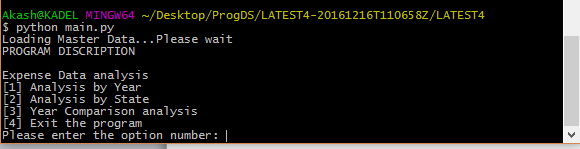 Akash@KADEL MINGW64 ~/Desktop/ProgDS/LATEST4-20161216T110658Z/LATEST4
$ python main.py
Loading Master Data...Please wait
PROGRAM DISCRIPTION
Expense Data analysis
[1] Analysis by Year
[2] Analysis by State
[3] Year Comparison analysis
[4] Exit the program
Please enter the option number: